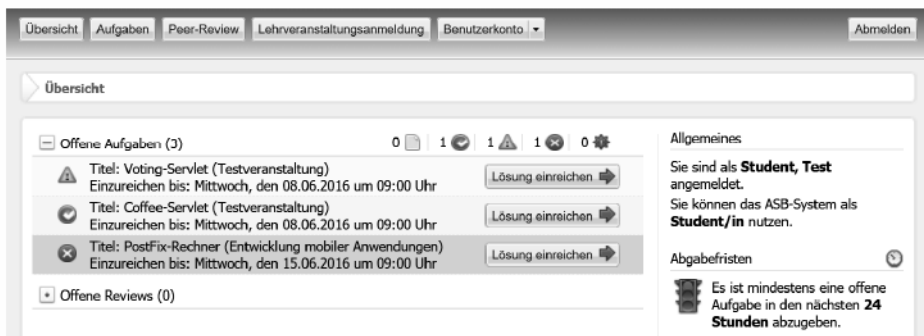 Übersicht Aufgaben Peer-Review Lehrveranstaltungsanmeldung Benutzerkonto Abmelden
Übersicht
Offene Aufgaben (3) 0 1 1 1 0
Titel: Voting-Servlet (Testveranstaltung)
Einzureichen bis: Mittwoch, den 08.06.2016 um 09:00 Uhr
Lösung einreichen
Titel: Coffee-Servlet (Testveranstaltung)
Einzureichen bis: Mittwoch, den 08.06.2016 um 09:00 Uhr
Lösung einreichen
Titel: PostFix-Rechner (Entwicklung mobiler Anwendungen)
Einzureichen bis: Mittwoch, den 15.06.2016 um 09:00 Uhr
Lösung einreichen
Offene Reviews (0)
Allgemeines
Sie sind als Student, Test
angemeldet.
Sie können das ASB-System als
Student/in nutzen.
Abgabefristen
Es ist mindestens eine offene
Aufgabe in den nächsten 24
Stunden abzugeben.